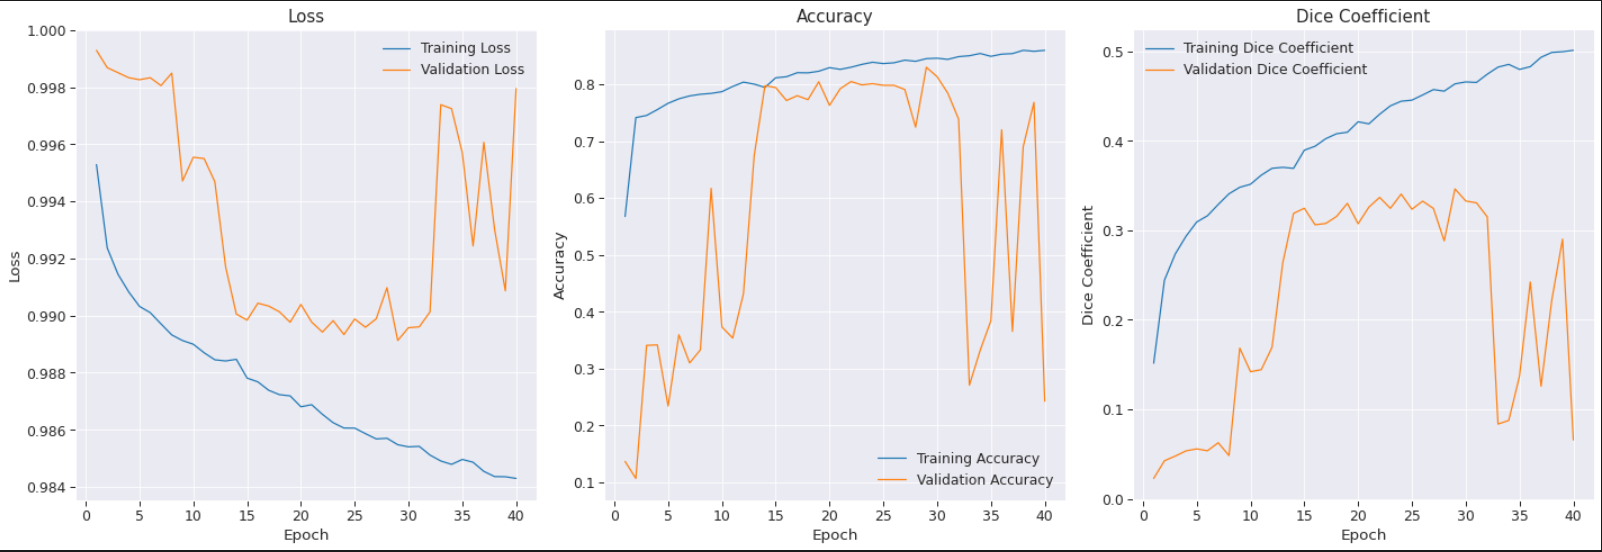 Loss
1.000
0.998
0.996
0.994
0.992
0.990
0.988
0.986
0.984
Loss
Training Loss
Validation Loss
0 5 10 15 20 25 30 35 40
Epoch
Accuracy
0.8
0.7
0.6
0.5
0.4
0.3
0.2
0.1
Accuracy
Training Accuracy
Validation Accuracy
0 5 10 15 20 25 30 35 40
Epoch
Dice Coefficient
0.5
0.4
0.3
0.2
0.1
0.0
Dice Coefficient
Training Dice Coefficient
Validation Dice Coefficient
0 5 10 15 20 25 30 35 40
Epoch